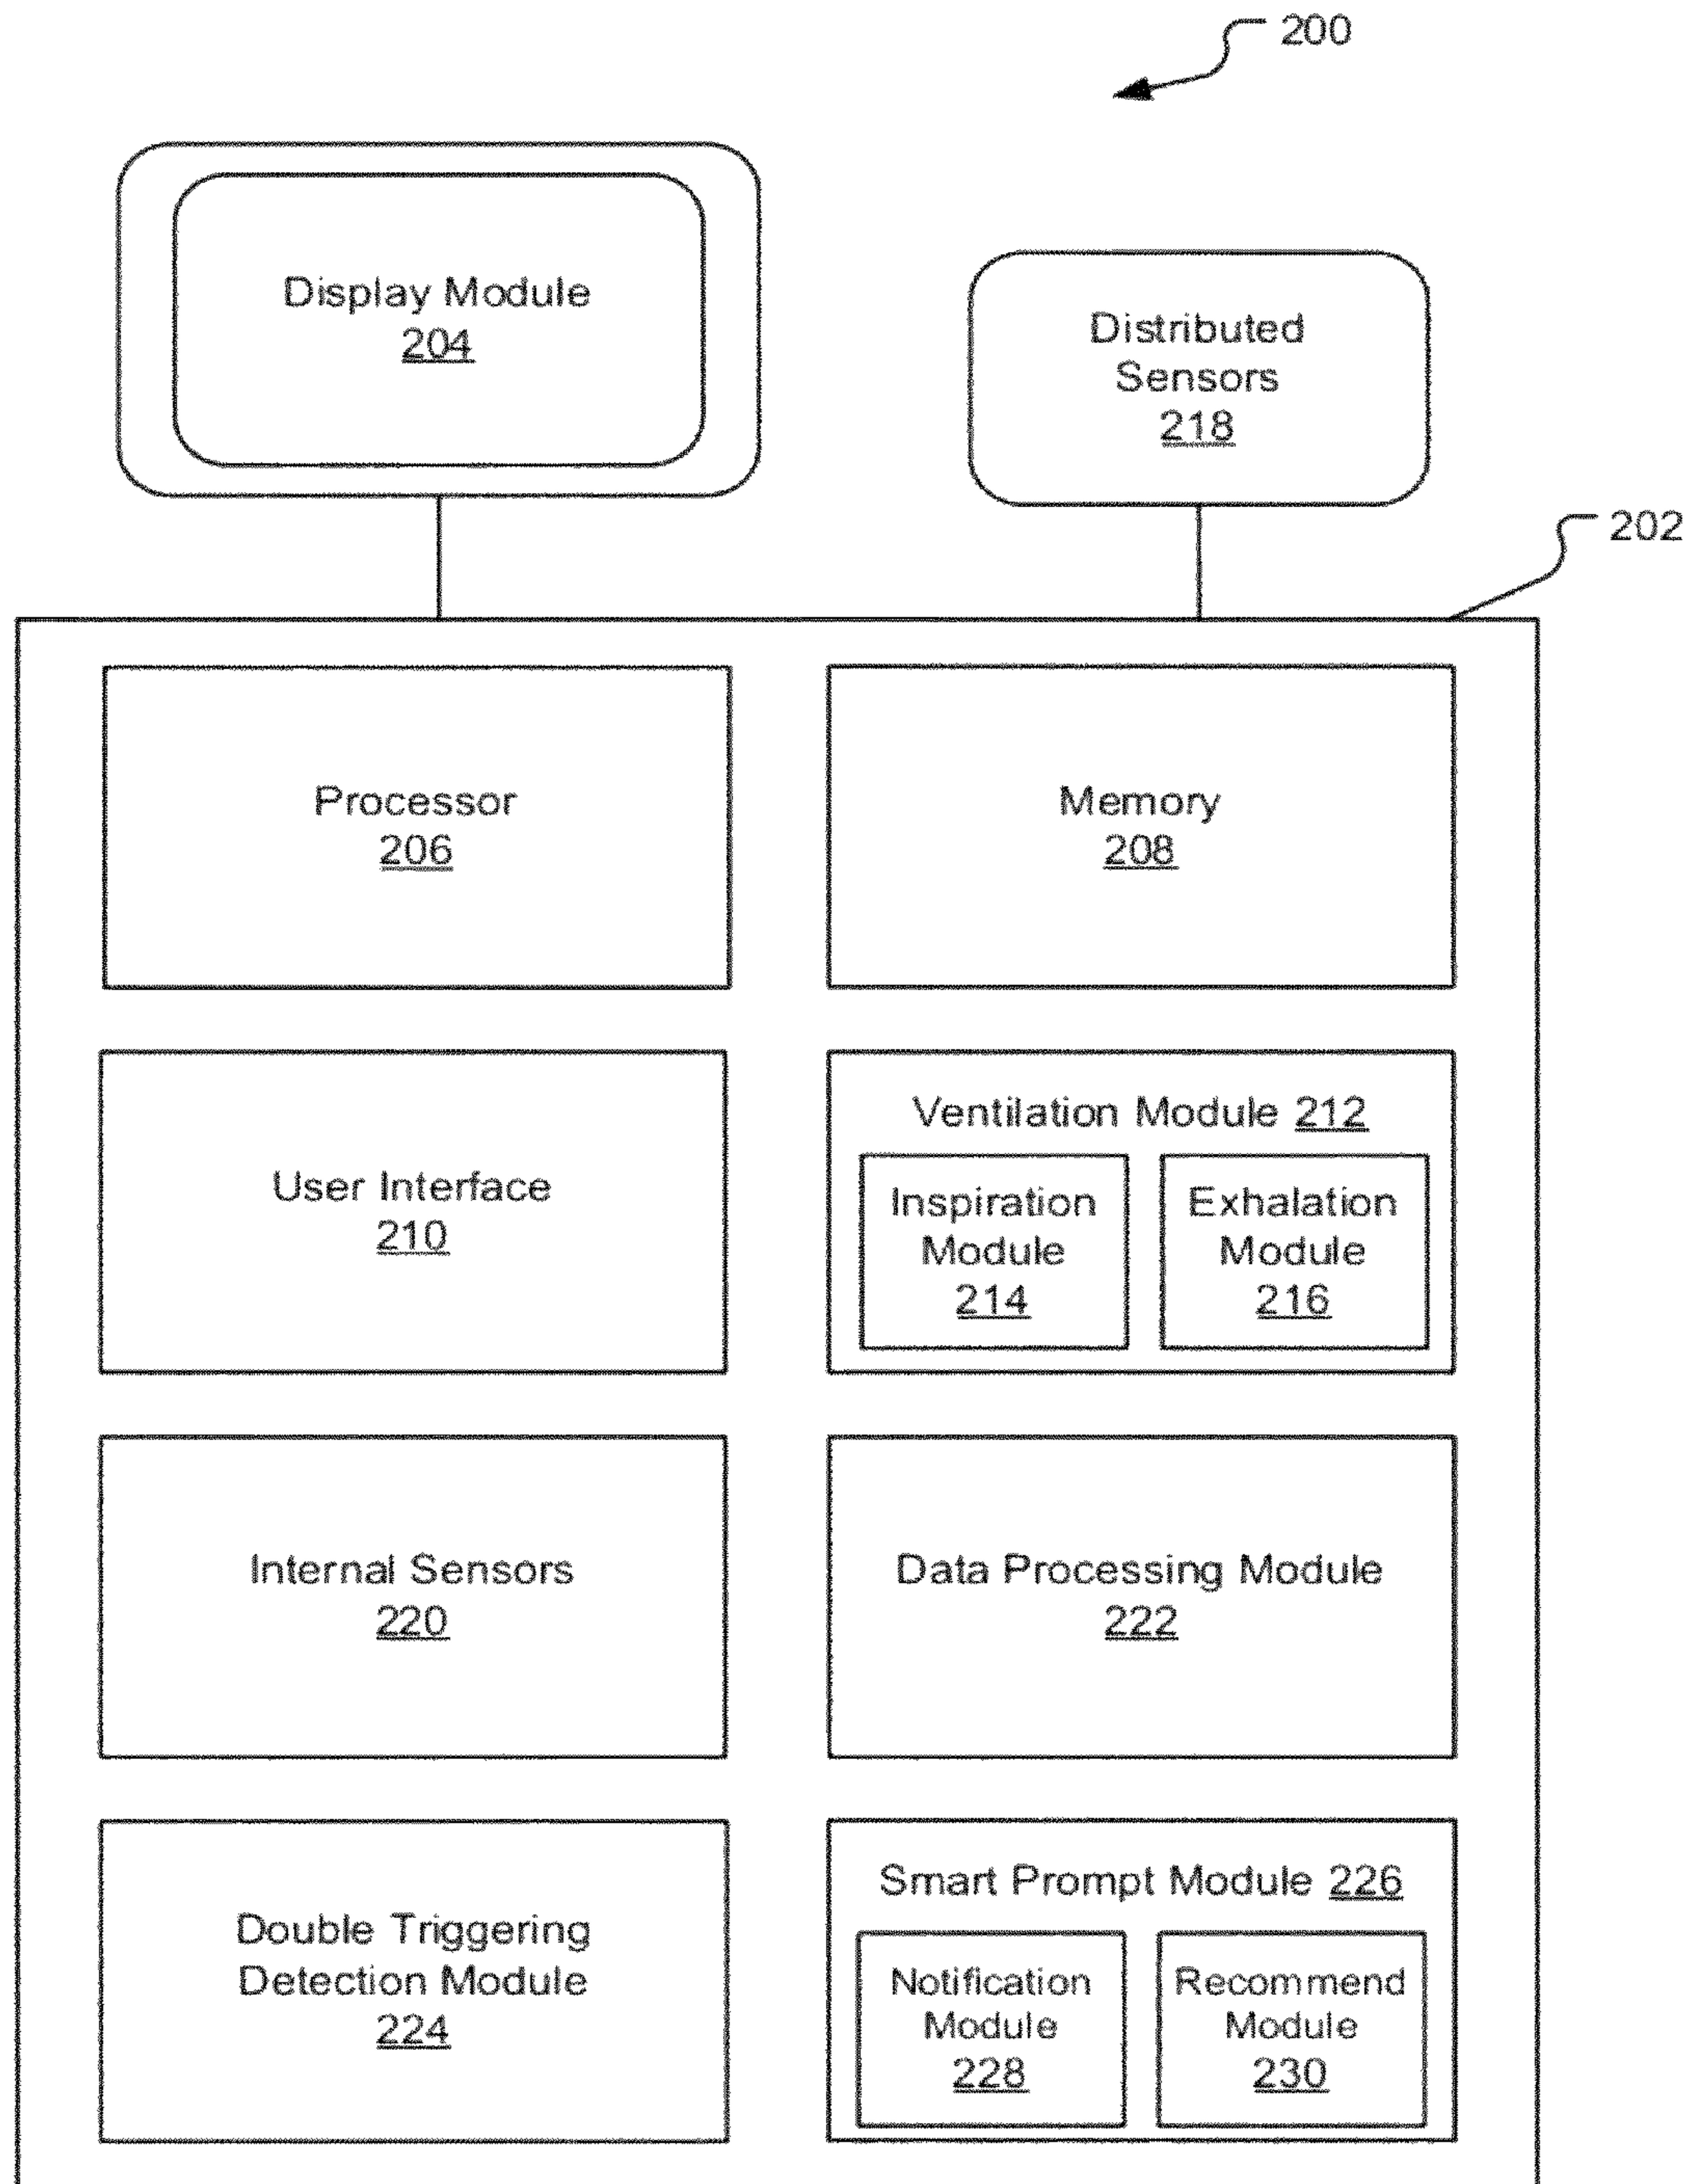 200
Display Module
204
Distributed
Sensors
218
202
Processor
206
Memory
208
User Interface
210
Ventilation Module 212
Inspiration
Module
214
Exhalation
Module
216
Internal Sensors
220
Data Processing Module
222
Double Triggering
Detection Module
224
Smart Prompt Module 226
Notification
Module
228
Recommend
Module
230